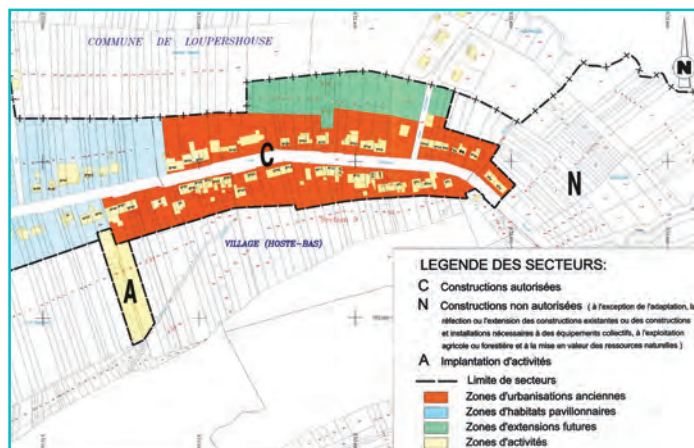 COMMUNE DE LOUPERSHOUSE
N
C
N
Section 9
VILLAGE (HOSTE-BAS)
A
LEGENDE DES SECTEURS:
C Constructions autorisées
N Constructions non autorisées ( à l'exception de l'adaptation, la
réfection ou l'extension des constructions existantes ou des constructions
et installations nécessaires à des équipements collectifs, à l'exploitation
agricole ou forestière et à la mise en valeur des ressources naturelles )
A Implantation d'activités
Limite de secteurs
Zones d'urbanisations anciennes
Zones d'habitats pavillonnaires
Zones d'extensions futures
Zones d'activités